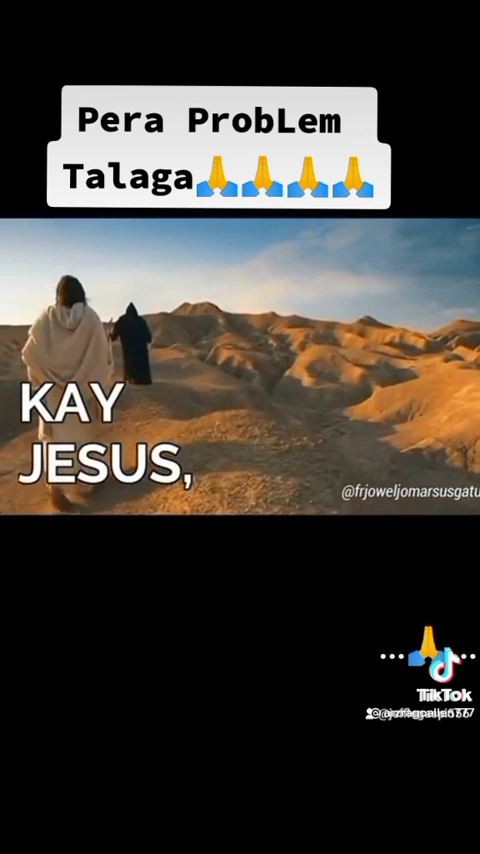 Pera ProbLem
Talaga🙏🙏🙏🙏
KAY
JESUS,
@frjoweljomarsusgatu
TikTok